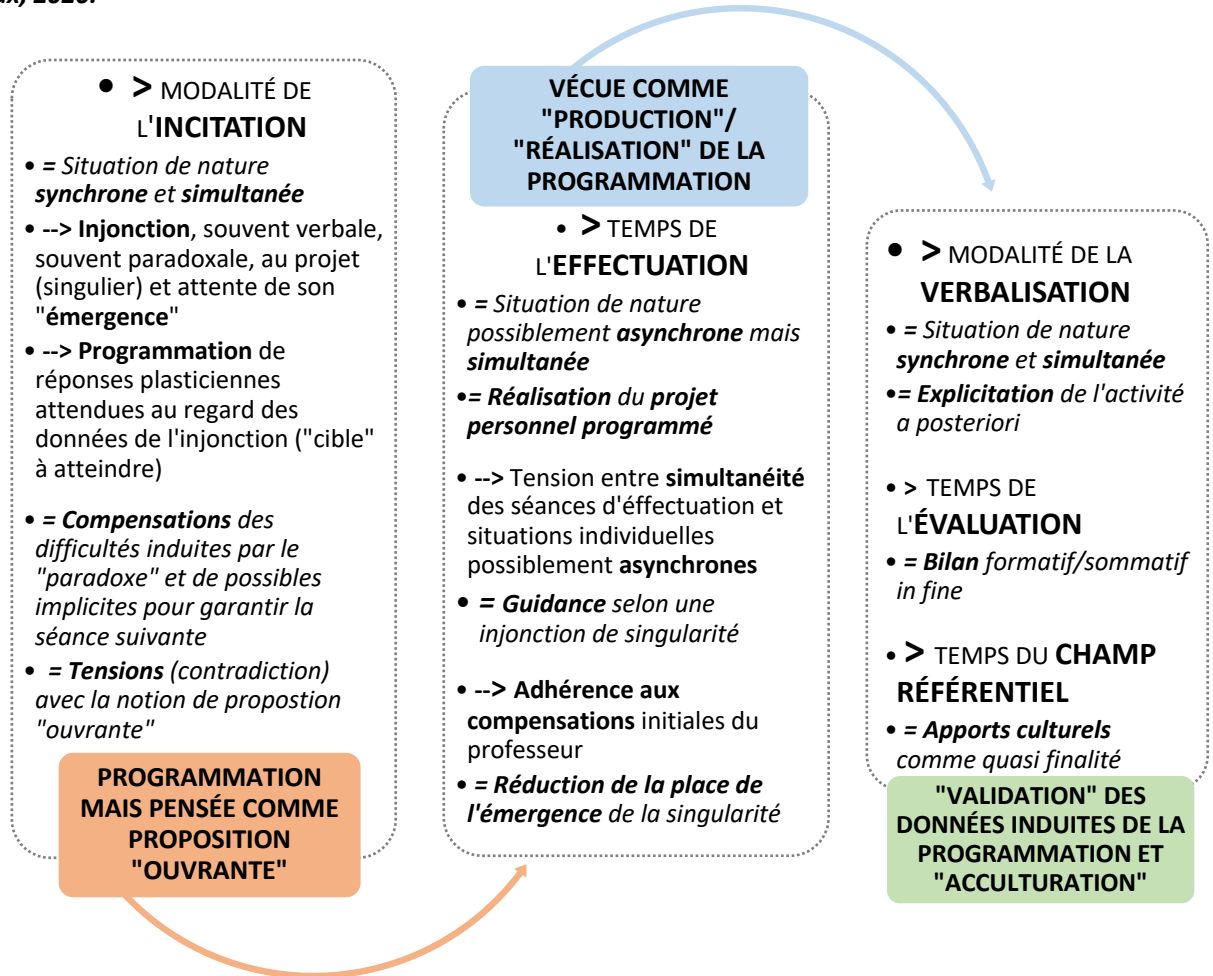 ux) 2020.
• > MODALITÉ DE
L'INCITATION
• = Situation de nature
synchrone et simultanée
• --> Injonction, souvent verbale,
souvent paradoxale, au projet
(singulier) et attente de son
"émergence"
• --> Programmation de
réponses plasticiennes
attendues au regard des
données de l'injonction ("cible"
à atteindre)
• = Compensations des
difficultés induites par le
"paradoxe" et de possibles
implicites pour garantir la
séance suivante
• = Tensions (contradiction)
avec la notion de propostion
"ouvrante"
PROGRAMMATION
MAIS PENSÉE COMME
PROPOSITION
"OUVRANTE"
VÉCUE COMME
"PRODUCTION"/
"RÉALISATION" DE LA
PROGRAMMATION
• > TEMPS DE
L'EFFECTUATION
• = Situation de nature
possiblement asynchrone mais
simultanée
•= Réalisation du projet
personnel programmé
• --> Tension entre simultanéité
des séances d'éffectuation et
situations individuelles
possiblement asynchrones
• = Guidance selon une
injonction de singularité
• --> Adhérence aux
compensations initiales du
professeur
• = Réduction de la place de
l'émergence de la singularité
• > MODALITÉ DE LA
VERBALISATION
• = Situation de nature
synchrone et simultanée
•= Explicitation de l'activité
a posteriori
• > TEMPS DE
L'ÉVALUATION
• = Bilan formatif/sommatif
in fine
• > TEMPS DU CHAMP
RÉFÉRENTIEL
• = Apports culturels
comme quasi finalité
"VALIDATION" DES
DONNÉES INDUITES DE LA
PROGRAMMATION ET
"ACCULTURATION"